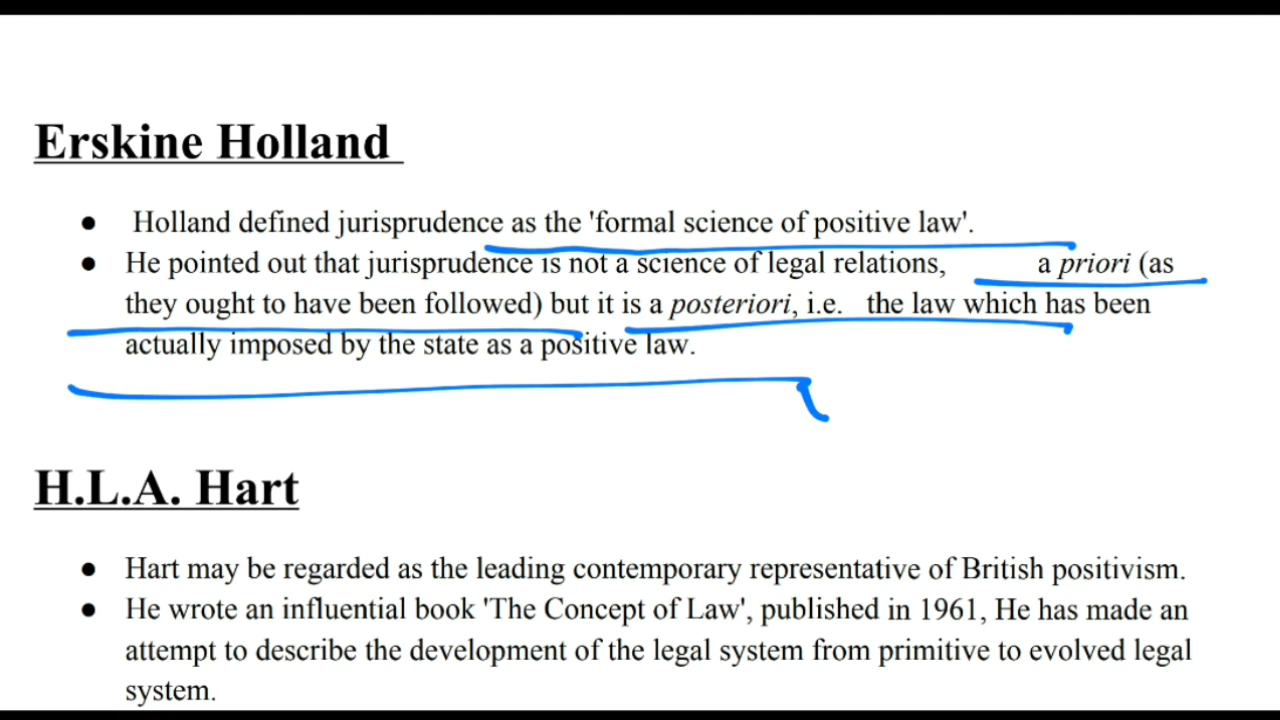 Erskine Holland
● Holland defined jurisprudence as the 'formal science of positive law'.
● He pointed out that jurisprudence is not a science of legal relations, a priori (as
they ought to have been followed) but it is a posteriori, i.e. the law which has been
actually imposed by the state as a positive law.
H.L.A. Hart
● Hart may be regarded as the leading contemporary representative of British positivism.
● He wrote an influential book 'The Concept of Law', published in 1961, He has made an
attempt to describe the development of the legal system from primitive to evolved legal
system.